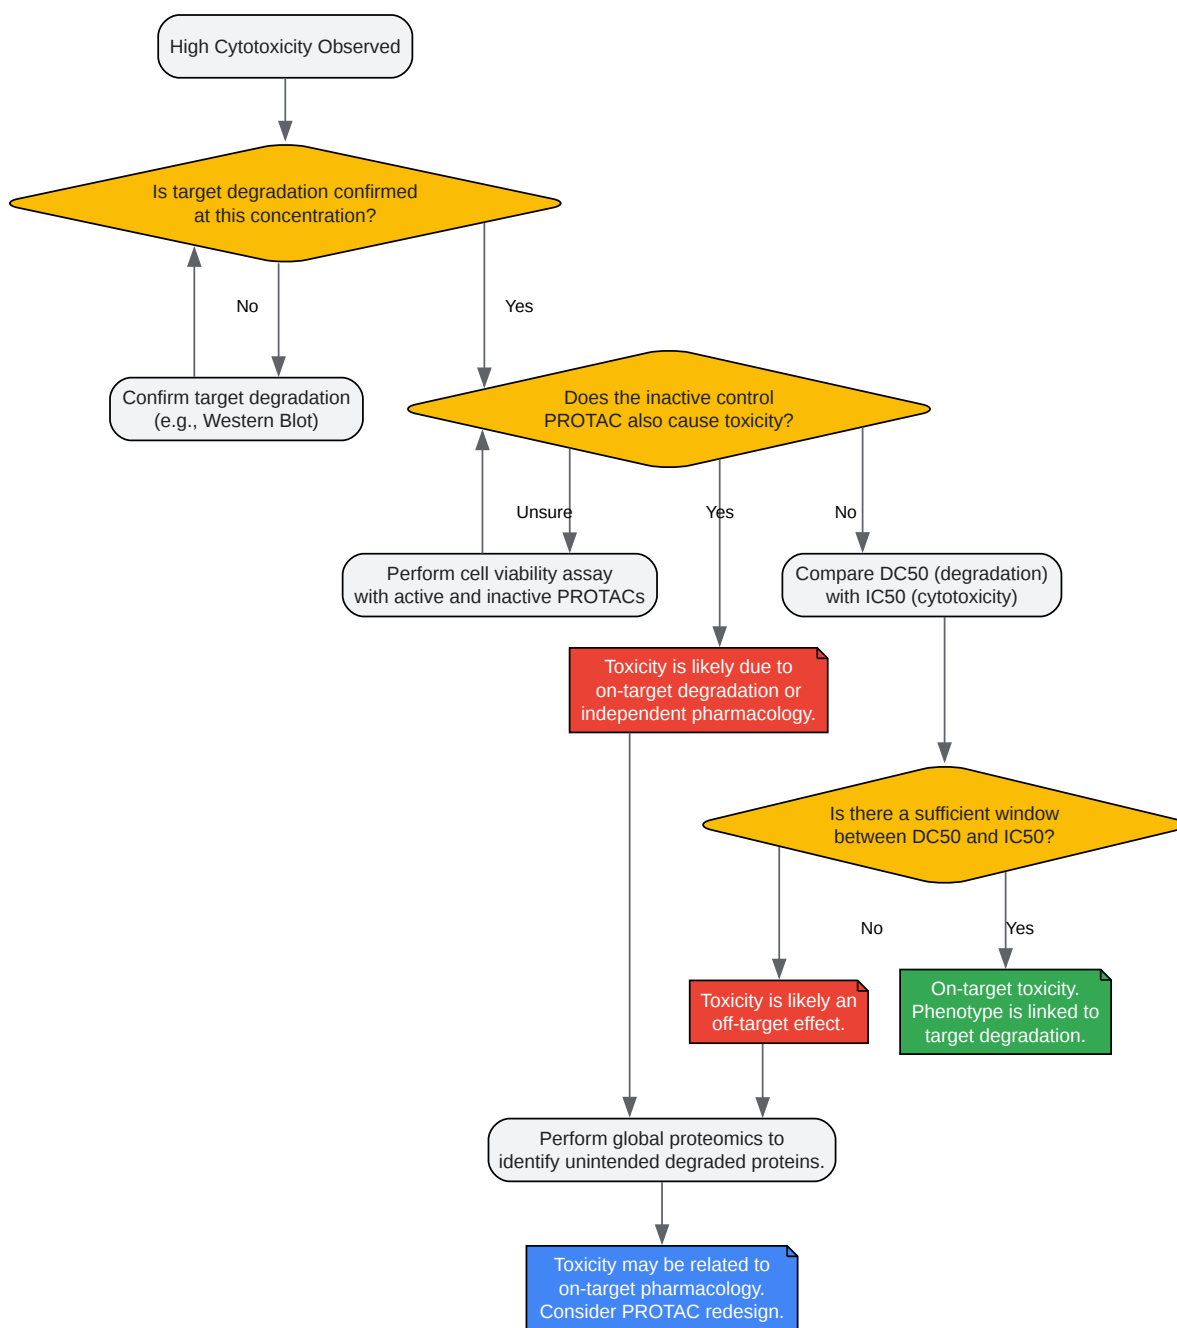 High Cytotoxicity Observed
Is target degradation confirmed
at this concentration?
No
Yes
Confirm target degradation
(e.g., Western Blot)
Does the inactive control
PROTAC also cause toxicity?
Unsure
Yes
No
Perform cell viability assay
with active and inactive PROTACs
Compare DC50 (degradation)
with IC50 (cytotoxicity)
Toxicity is likely due to
on-target degradation or
independent pharmacology.
Is there a sufficient window
between DC50 and IC50?
No
Yes
Toxicity is likely an
off-target effect.
On-target toxicity.
Phenotype is linked to
target degradation.
Perform global proteomics to
identify unintended degraded proteins.
Toxicity may be related to
on-target pharmacology.
Consider PROTAC redesign.